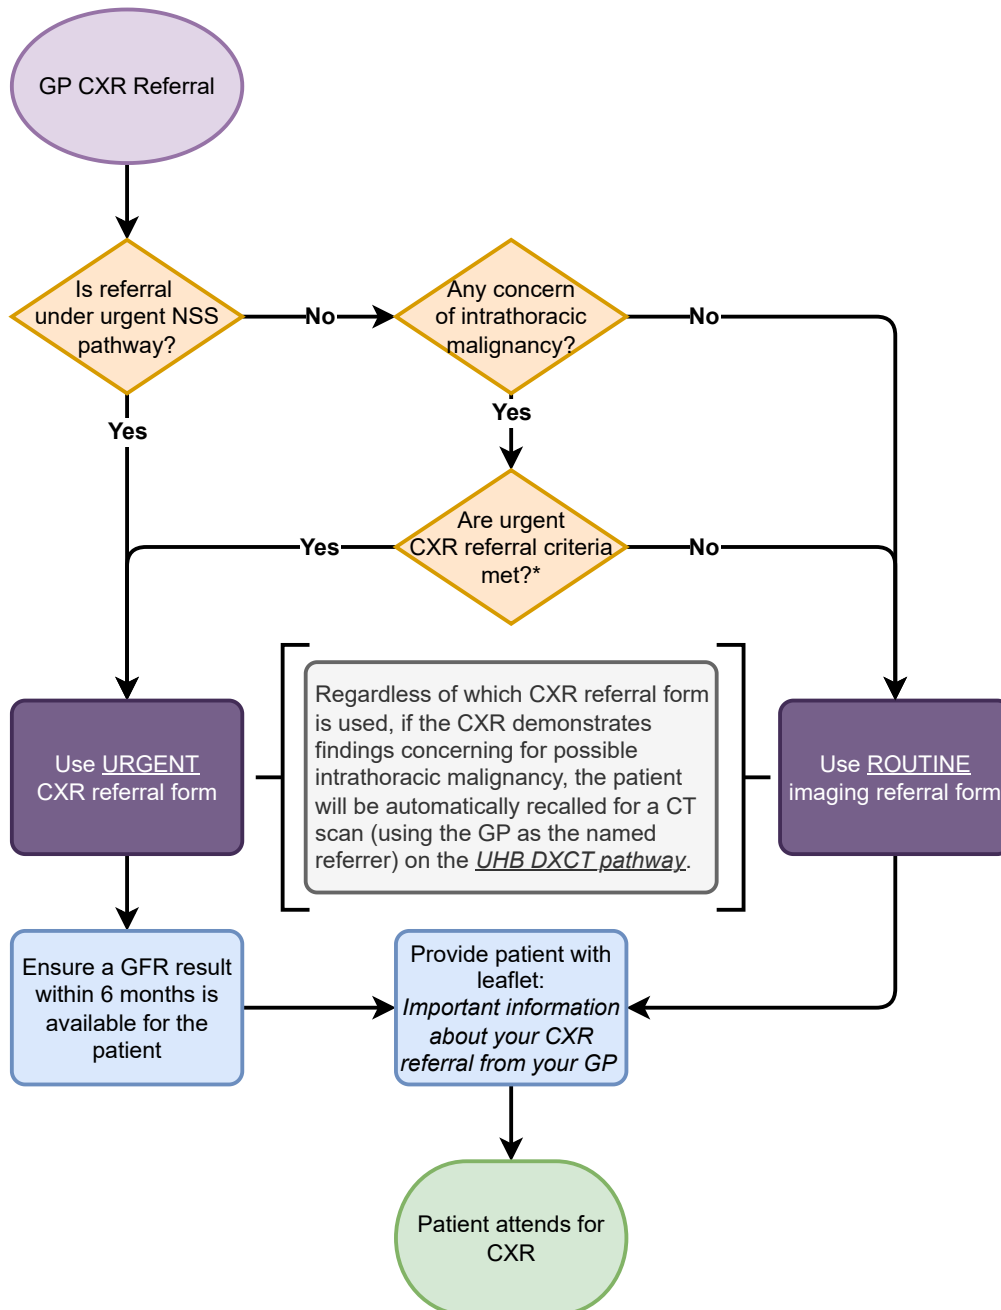 GP CXR Referral
Is referral
under urgent NSS
pathway?
No
Any concern
of intrathoracic
malignancy?
No
Yes
Yes
Are urgent
CXR referral criteria
met?*
Yes
No
Use URGENT
CXR referral form
Regardless of which CXR referral form
is used, if the CXR demonstrates
findings concerning for possible
intrathoracic malignancy, the patient
will be automatically recalled for a CT
scan (using the GP as the named
referrer) on the UHB DXCT pathway.
Use ROUTINE
imaging referral form
Ensure a GFR result
within 6 months is
available for the
patient
Provide patient with
leaflet:
Important information
about your CXR
referral from your GP
Patient attends for
CXR